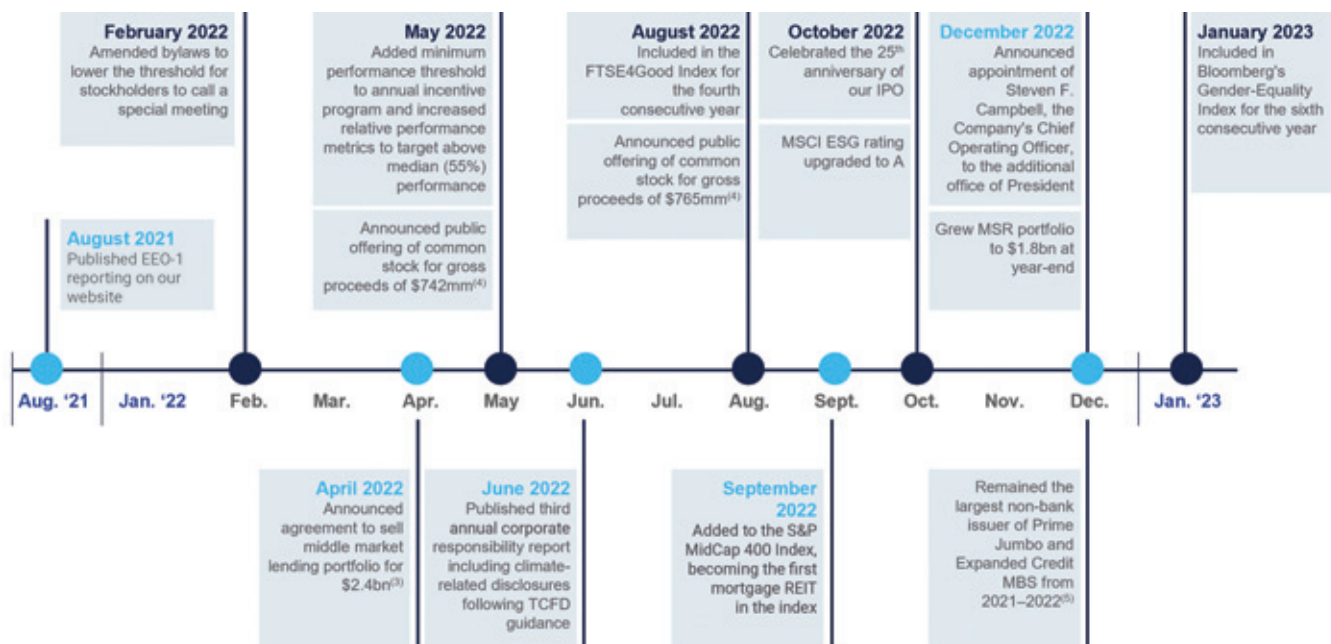 February 2022
Amended bylaws to
lower the threshold for
stockholders to call a
special meeting
May 2022
Added minimum
performance threshold
to annual incentive
program and increased
relative performance
metrics to target above
median (55%)
performance
Announced public
offering of common
stock for gross
proceeds of $742mm(4)
August 2022
Included in the
FTSE4Good Index for
the fourth
consecutive year
Announced public
offering of common
stock for gross
proceeds of $765mm(4)
October 2022
Celebrated the 25th
anniversary of
our IPO
MSCI ESG rating
upgraded to A
December 2022
Announced
appointment of
Steven F.
Campbell, the
Company's Chief
Operating Officer,
to the additional
office of President
Grew MSR portfolio
to $1.8bn at
year-end
January 2023
Included in
Bloomberg's
Gender-Equality
Index for the sixth
consecutive year
August 2021
Published EEO-1
reporting on our
website
Aug. ‘21 Jan. ‘22 Feb. Mar. Apr. May Jun. Jul. Aug. Sept. Oct. Nov. Dec. Jan. ‘23
April 2022
Announced
agreement to sell
middle market
lending portfolio for
$2.4bn(3)
June 2022
Published third
annual corporate
responsibility report
including climate-
related disclosures
following TCFD
guidance
September
2022
Added to the S&P
MidCap 400 Index,
becoming the first
mortgage REIT
in the index
Remained the
largest non-bank
issuer of Prime
Jumbo and
Expanded Credit
MBS from
2021–2022(5)